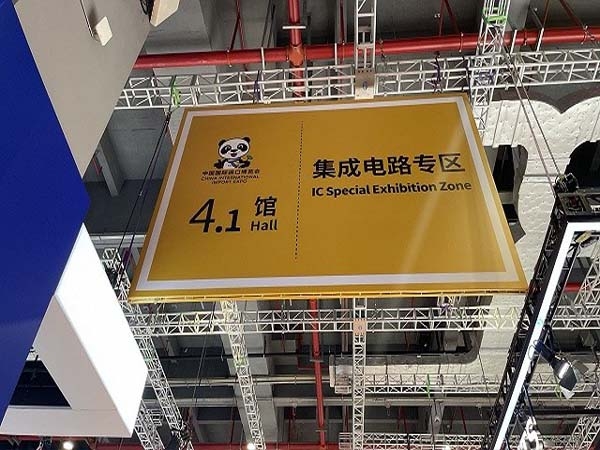 中国国际进口博览会
CHINA INTERNATIONAL
IMPORT EXPO
4.1 馆
Hall
集成电路专区
IC Special Exhibition Zone